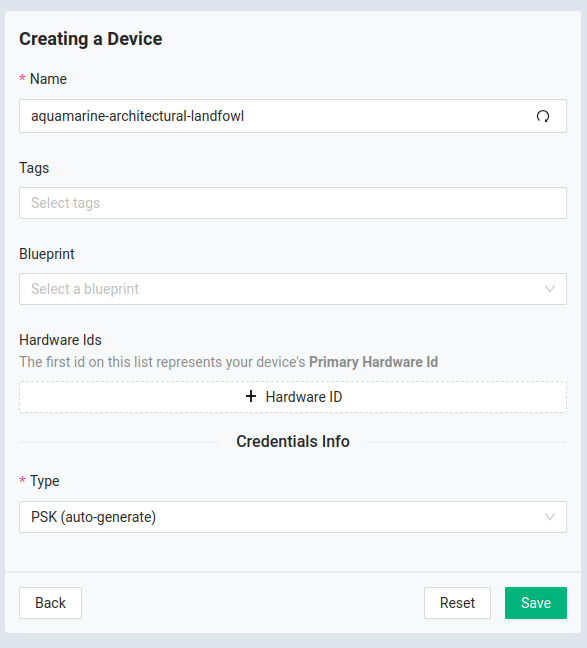 Creating a Device
* Name
aquamarine-architectural-landfowl
Tags
Select tags
Blueprint
Select a blueprint
Hardware Ids
The first id on this list represents your device's Primary Hardware Id
+ Hardware ID
Credentials Info
* Type
PSK (auto-generate)
Back Reset Save